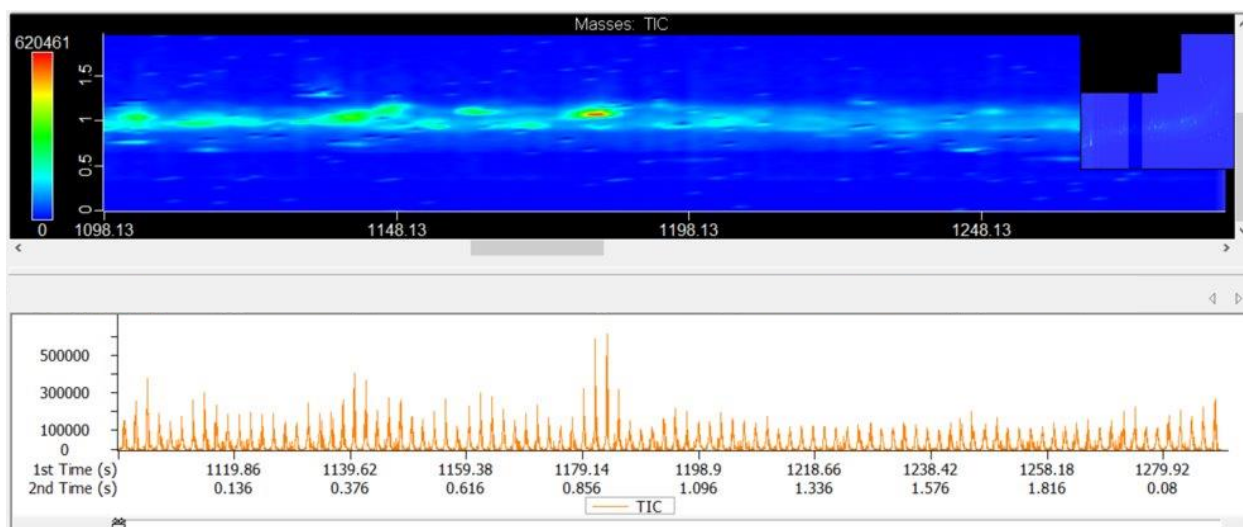 Masses: TIC
620461
0
1.5
1
0.5
0
1098.13 1148.13 1198.13 1248.13
500000
300000
100000
0
1st Time (s) 1119.86 1139.62 1159.38 1179.14 1198.9 1218.66 1238.42 1258.18 1279.92
2nd Time (s) 0.136 0.376 0.616 0.856 1.096 1.336 1.576 1.816 0.08
TIC